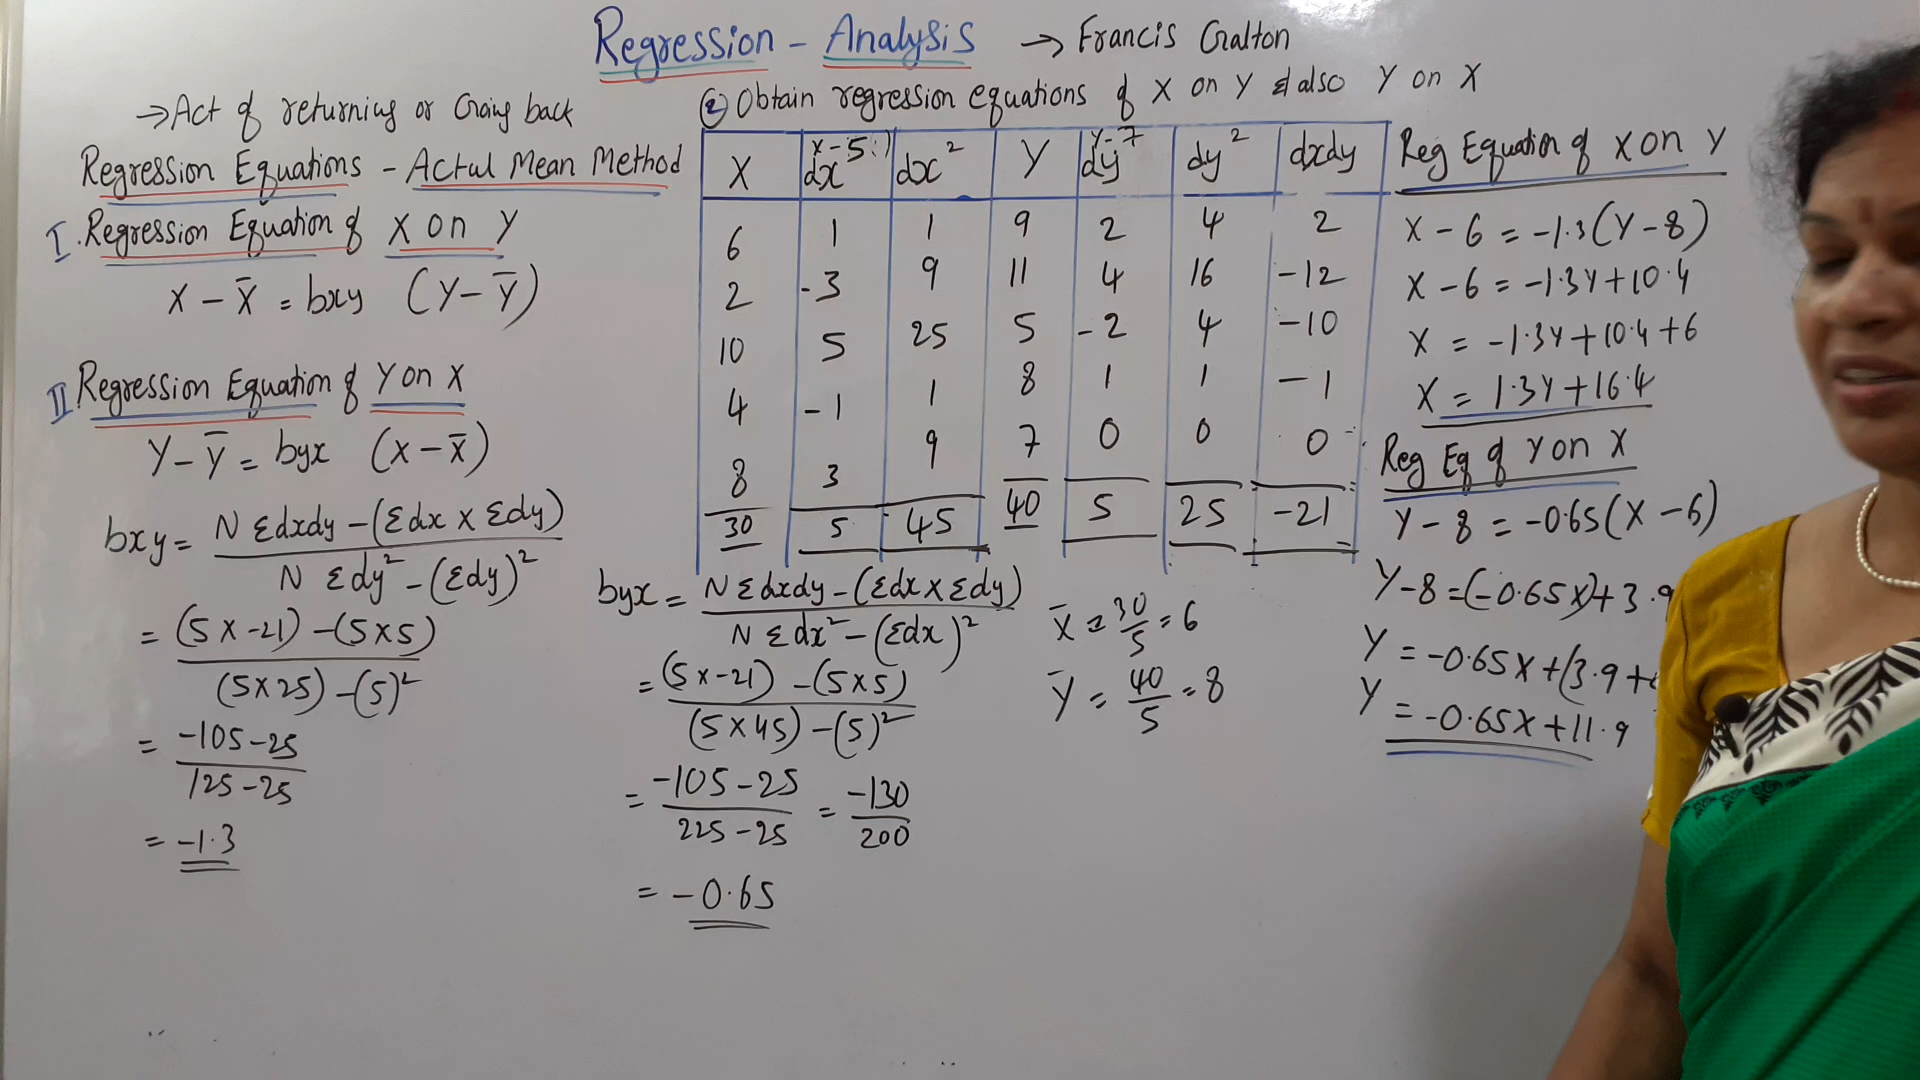 Regression - Analysis → Francis Galton
→ Act of returning or Going back
Regression Equations - Actul Mean Method
I. Regression Equation of X on Y
X - X̄ = bxy (Y - Ȳ)
II Regression Equation of Y on X
Y - Ȳ = byx (X - X̄)
bxy = N Σdxdy - (Σdx × Σdy)
N Σdy² - (Σdy)²
= (5 × -21) - (5×5)
(5×25) - (5)²
= -105 - 25
125 - 25
= -1.3
② Obtain regression equations of X on Y & also Y on X
X dx dx² Y dy dy² dxdy
x - 5 y - 7
6 1 1 9 2 4 2
2 -3 9 11 4 16 -12
10 5 25 5 -2 4 -10
4 -1 1 8 1 1 -1
8 3 9 7 0 0 0
30 5 45 40 5 25 -21
byx = N Σdxdy - (Σdx × Σdy)
N Σdx² - (Σdx)²
= (5 × -21) - (5×5)
(5×45) - (5)²
= -105 - 25 = -130
225 - 25 200
= -0.65
X̄ = 30/5 = 6
Ȳ = 40/5 = 8
Reg Equation of X on Y
X - 6 = -1.3(Y - 8)
X - 6 = -1.3Y + 10.4
X = -1.3Y + 10.4 + 6
X = 1.3Y + 16.4
Reg Eq of Y on X
Y - 8 = -0.65(X - 6)
Y - 8 = (-0.65X) + 3.9
Y = -0.65X + (3.9 +
Y = -0.65X + 11.9